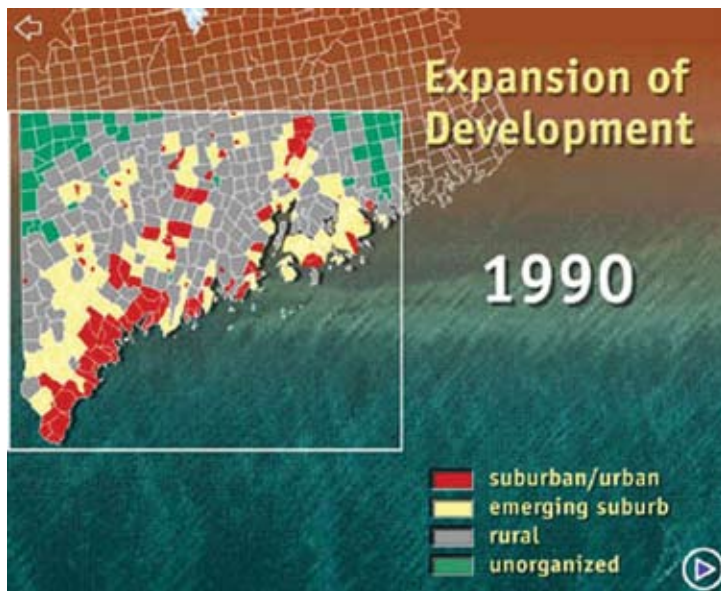 Expansion of
Development
1990
suburban/urban
emerging suburb
rural
unorganized